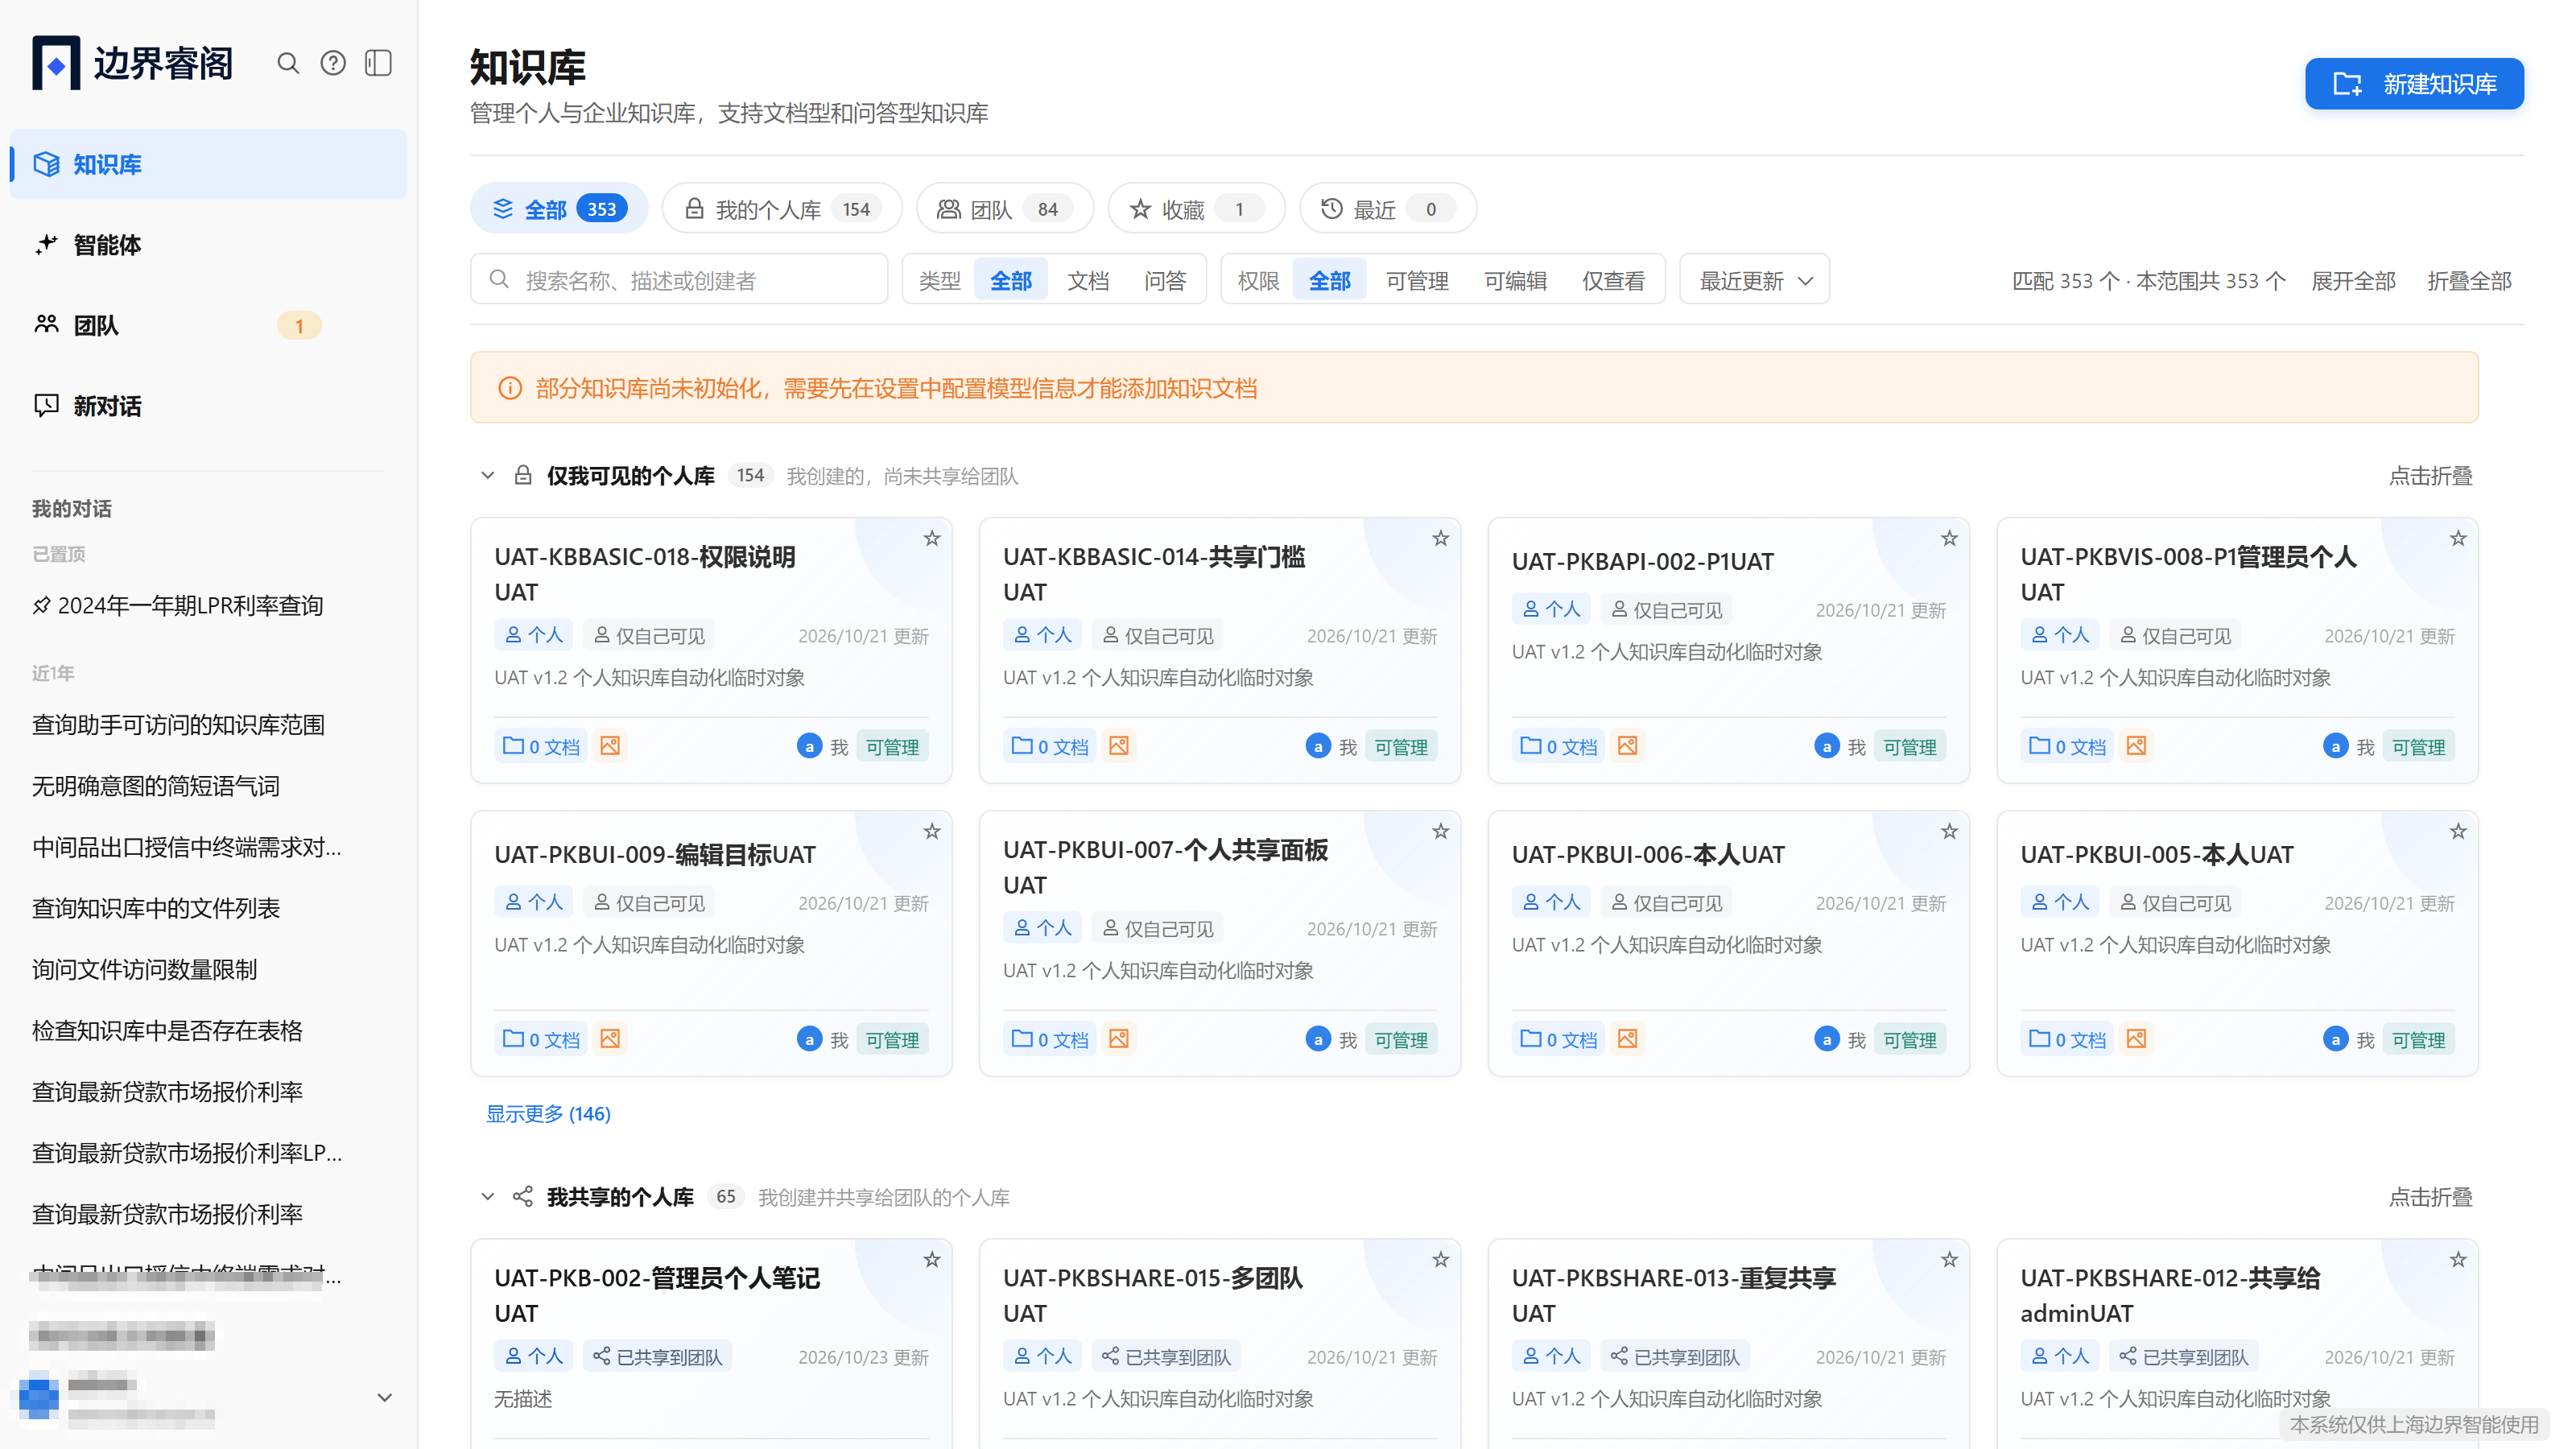 边界睿阁
知识库
智能体
团队 1
新对话
我的对话
已置顶
2024年一年期LPR利率查询
近1年
查询助手可访问的知识库范围
无明确意图的简短语气词
中间品出口授信中终端需求对...
查询知识库中的文件列表
询问文件访问数量限制
检查知识库中是否存在表格
查询最新贷款市场报价利率
查询最新贷款市场报价利率LP...
查询最新贷款市场报价利率
知识库
管理个人与企业知识库，支持文档型和问答型知识库
新建知识库
全部 353 我的个人库 154 团队 84 收藏 1 最近 0
搜索名称、描述或创建者 类型 全部 文档 问答 权限 全部 可管理 可编辑 仅查看 最近更新 匹配 353 个 · 本范围共 353 个 展开全部 折叠全部
部分知识库尚未初始化，需要先在设置中配置模型信息才能添加知识文档
仅我可见的个人库 154 我创建的，尚未共享给团队 点击折叠
UAT-KBBASIC-018-权限说明
UAT
个人 仅自己可见 2026/10/21 更新
UAT v1.2 个人知识库自动化临时对象
0 文档 a 我 可管理
UAT-KBBASIC-014-共享门槛
UAT
个人 仅自己可见 2026/10/21 更新
UAT v1.2 个人知识库自动化临时对象
0 文档 a 我 可管理
UAT-PKBAPI-002-P1UAT
个人 仅自己可见 2026/10/21 更新
UAT v1.2 个人知识库自动化临时对象
0 文档 a 我 可管理
UAT-PKBVIS-008-P1管理员个人
UAT
个人 仅自己可见 2026/10/21 更新
UAT v1.2 个人知识库自动化临时对象
0 文档 a 我 可管理
UAT-PKBUI-009-编辑目标UAT
个人 仅自己可见 2026/10/21 更新
UAT v1.2 个人知识库自动化临时对象
0 文档 a 我 可管理
UAT-PKBUI-007-个人共享面板
UAT
个人 仅自己可见 2026/10/21 更新
UAT v1.2 个人知识库自动化临时对象
0 文档 a 我 可管理
UAT-PKBUI-006-本人UAT
个人 仅自己可见 2026/10/21 更新
UAT v1.2 个人知识库自动化临时对象
0 文档 a 我 可管理
UAT-PKBUI-005-本人UAT
个人 仅自己可见 2026/10/21 更新
UAT v1.2 个人知识库自动化临时对象
0 文档 a 我 可管理
显示更多 (146)
我共享的个人库 65 我创建并共享给团队的个人库 点击折叠
UAT-PKB-002-管理员个人笔记
UAT
个人 已共享到团队 2026/10/23 更新
无描述
UAT-PKBSHARE-015-多团队
UAT
个人 已共享到团队 2026/10/21 更新
UAT v1.2 个人知识库自动化临时对象
UAT-PKBSHARE-013-重复共享
UAT
个人 已共享到团队 2026/10/21 更新
UAT v1.2 个人知识库自动化临时对象
UAT-PKBSHARE-012-共享给
adminUAT
个人 已共享到团队 2026/10/21 更新
UAT v1.2 个人知识库自动化临时对象
本系统仅供上海边界智能使用